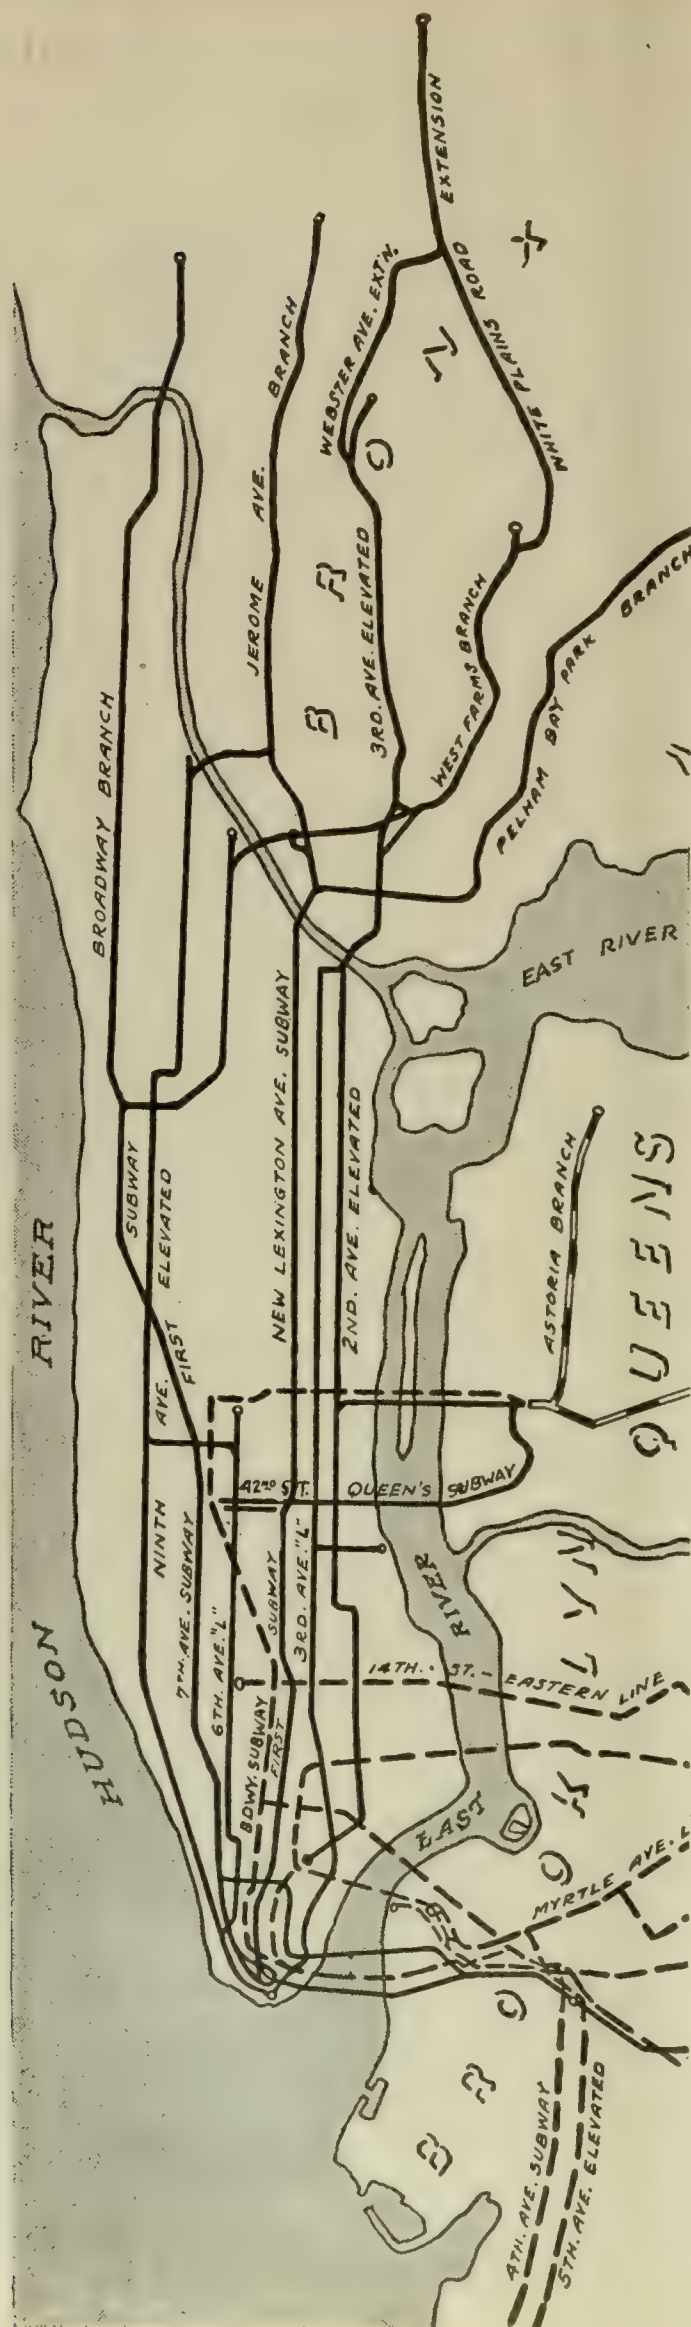 EXTENSION
WHITE PLAINS ROAD
WEBSTER AVE. EXT'N.
JEROME AVE. BRANCH
3RD. AVE. ELEVATED
WEST FARMS BRANCH
PELHAM BAY PARK BRANCH
BRONX
BROADWAY BRANCH
EAST RIVER
HUDSON RIVER
SUBWAY
ELEVATED
NEW LEXINGTON AVE. SUBWAY
2ND. AVE. ELEVATED
ASTORIA BRANCH
QUEENS
FIRST
NINTH AVE.
7TH. AVE. SUBWAY
6TH. AVE. "L"
42ND ST.
QUEEN'S SUBWAY
3RD. AVE. "L"
SUBWAY
FIRST
BDWY. SUBWAY
14TH. ST. - EASTERN LINE
EAST RIVER
MYRTLE AVE. L
BROOKLYN
4TH. AVE. SUBWAY
5TH. AVE. ELEVATED